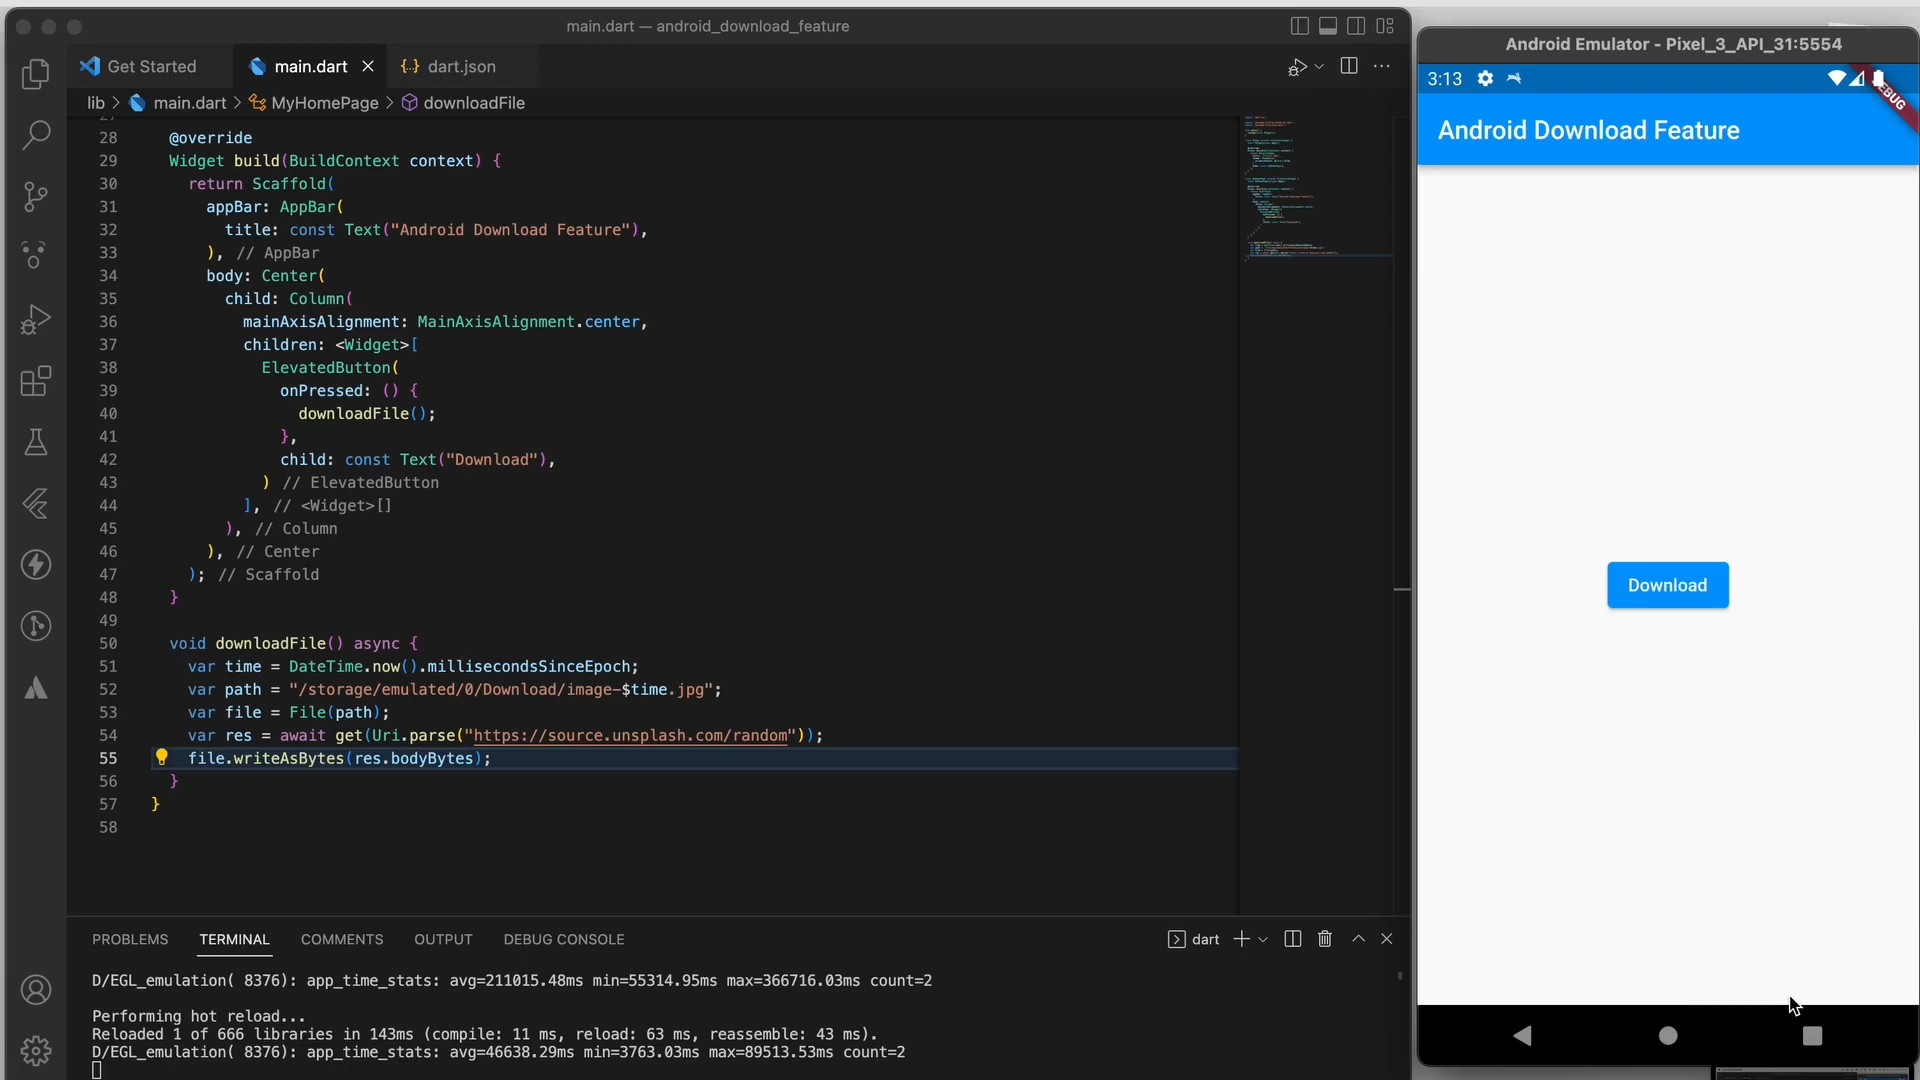 main.dart — android_download_feature
Get Started
main.dart
{..} dart.json
lib > main.dart > MyHomePage > downloadFile
28 @override
29 Widget build(BuildContext context) {
30 return Scaffold(
31 appBar: AppBar(
32 title: const Text("Android Download Feature"),
33 ), // AppBar
34 body: Center(
35 child: Column(
36 mainAxisAlignment: MainAxisAlignment.center,
37 children: <Widget>[
38 ElevatedButton(
39 onPressed: () {
40 downloadFile();
41 },
42 child: const Text("Download"),
43 ) // ElevatedButton
44 ], // <Widget>[]
45 ), // Column
46 ), // Center
47 ); // Scaffold
48 }
49
50 void downloadFile() async {
51 var time = DateTime.now().millisecondsSinceEpoch;
52 var path = "/storage/emulated/0/Download/image-$time.jpg";
53 var file = File(path);
54 var res = await get(Uri.parse("https://source.unsplash.com/random"));
55 file.writeAsBytes(res.bodyBytes);
56 }
57 }
58
PROBLEMS TERMINAL COMMENTS OUTPUT DEBUG CONSOLE
dart
D/EGL_emulation( 8376): app_time_stats: avg=211015.48ms min=55314.95ms max=366716.03ms count=2
Performing hot reload...
Reloaded 1 of 666 libraries in 143ms (compile: 11 ms, reload: 63 ms, reassemble: 43 ms).
D/EGL_emulation( 8376): app_time_stats: avg=46638.29ms min=3763.03ms max=89513.53ms count=2
Android Emulator - Pixel_3_API_31:5554
3:13
Android Download Feature
Download